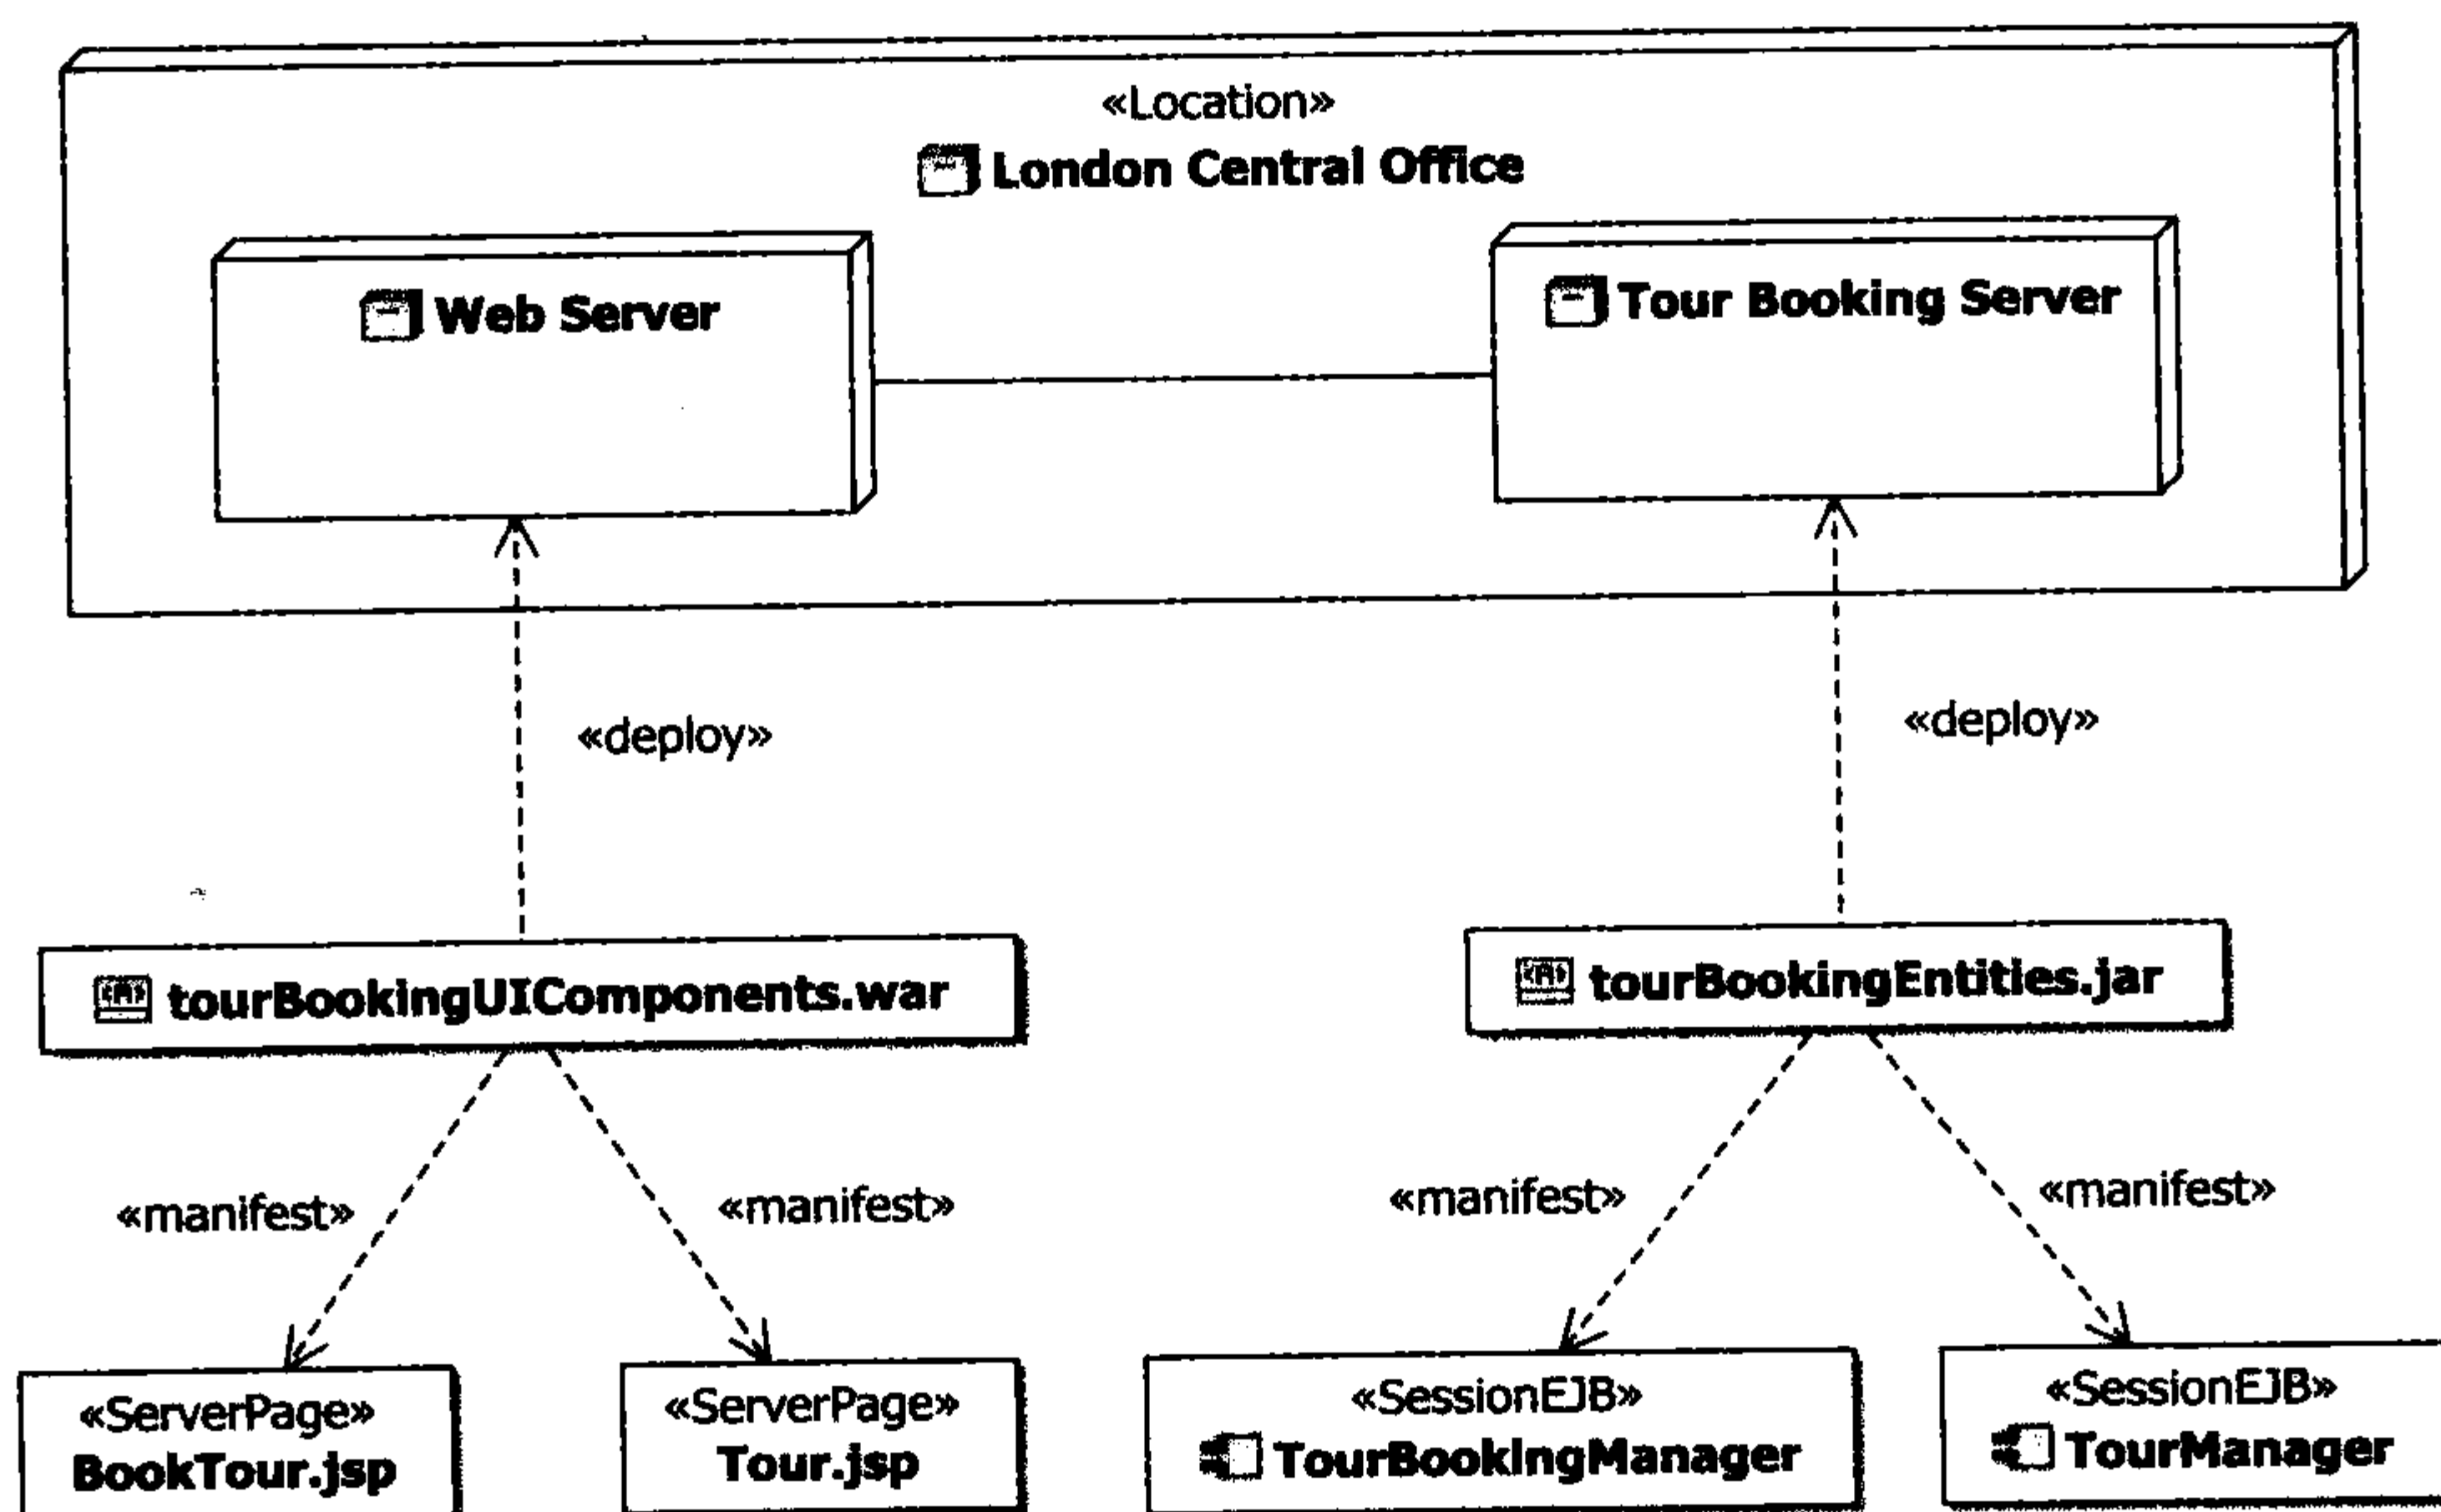 «Location»
London Central Office
Web Server
Tour Booking Server
«deploy»
«deploy»
tourBookingUIComponents.war
tourBookingEntities.jar
«manifest»
«manifest»
«manifest»
«manifest»
«ServerPage»
BookTour.jsp
«ServerPage»
Tour.jsp
«SessionEJB»
TourBookingManager
«SessionEJB»
TourManager